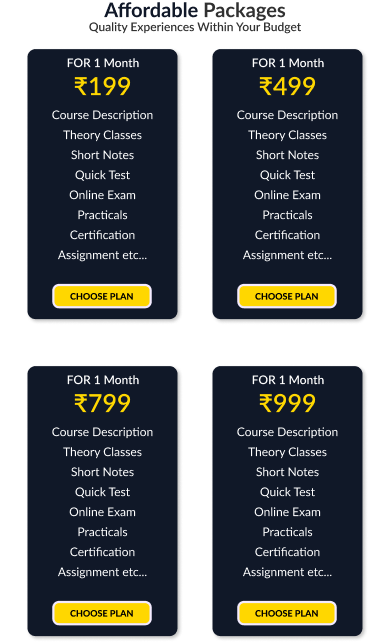 Affordable Packages
Quality Experiences Within Your Budget
FOR 1 Month
₹199
Course Description
Theory Classes
Short Notes
Quick Test
Online Exam
Practicals
Certification
Assignment etc...
CHOOSE PLAN
FOR 1 Month
₹499
Course Description
Theory Classes
Short Notes
Quick Test
Online Exam
Practicals
Certification
Assignment etc...
CHOOSE PLAN
FOR 1 Month
₹799
Course Description
Theory Classes
Short Notes
Quick Test
Online Exam
Practicals
Certification
Assignment etc...
CHOOSE PLAN
FOR 1 Month
₹999
Course Description
Theory Classes
Short Notes
Quick Test
Online Exam
Practicals
Certification
Assignment etc...
CHOOSE PLAN